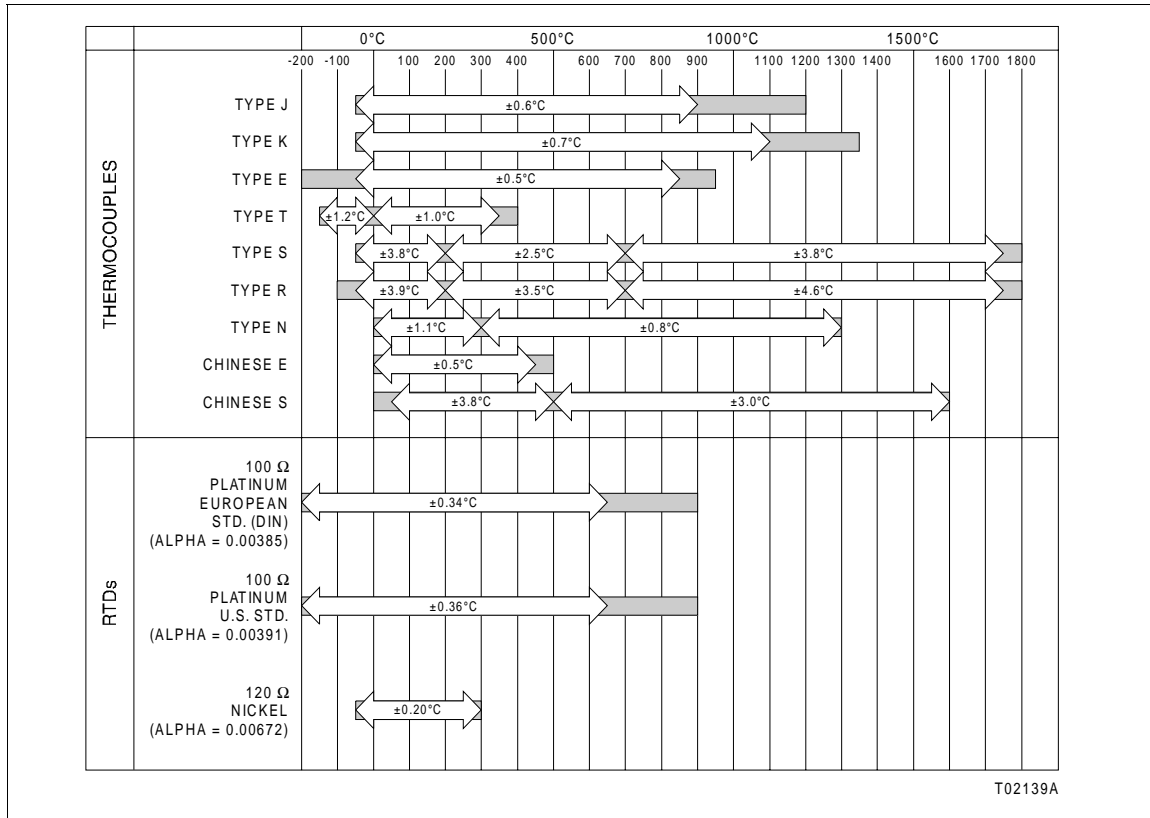 0°C 500°C 1000°C 1500°C
-200 -100 100 200 300 400 600 700 800 900 1100 1200 1300 1400 1600 1700 1800
THERMOCOUPLES
TYPE J ±0.6°C
TYPE K ±0.7°C
TYPE E ±0.5°C
TYPE T ±1.2°C ±1.0°C
TYPE S ±3.8°C ±2.5°C ±3.8°C
TYPE R ±3.9°C ±3.5°C ±4.6°C
TYPE N ±1.1°C ±0.8°C
CHINESE E ±0.5°C
CHINESE S ±3.8°C ±3.0°C
RTDs
100 Ω
PLATINUM
EUROPEAN ±0.34°C
STD. (DIN)
(ALPHA = 0.00385)
100 Ω
PLATINUM ±0.36°C
U.S. STD.
(ALPHA = 0.00391)
120 Ω
NICKEL ±0.20°C
(ALPHA = 0.00672)
T02139A